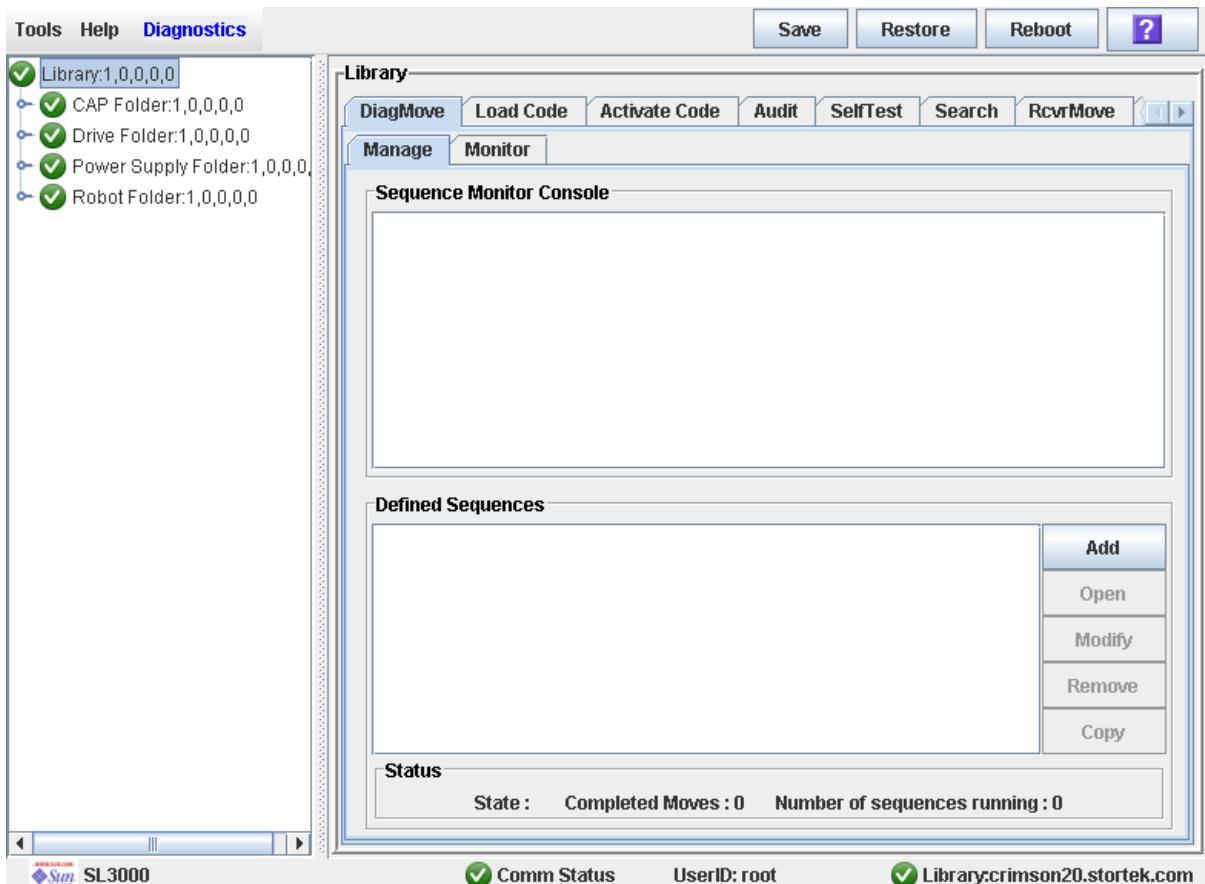 Tools Help Diagnostics Save Restore Reboot ?
Library:1,0,0,0,0
CAP Folder:1,0,0,0,0
Drive Folder:1,0,0,0,0
Power Supply Folder:1,0,0,0,
Robot Folder:1,0,0,0,0
Library
DiagMove Load Code Activate Code Audit SelfTest Search RcvrMove
Manage Monitor
Sequence Monitor Console
Defined Sequences
Add
Open
Modify
Remove
Copy
Status
State : Completed Moves : 0 Number of sequences running : 0
Sun SL3000 Comm Status UserID: root Library:crimson20.stortek.com